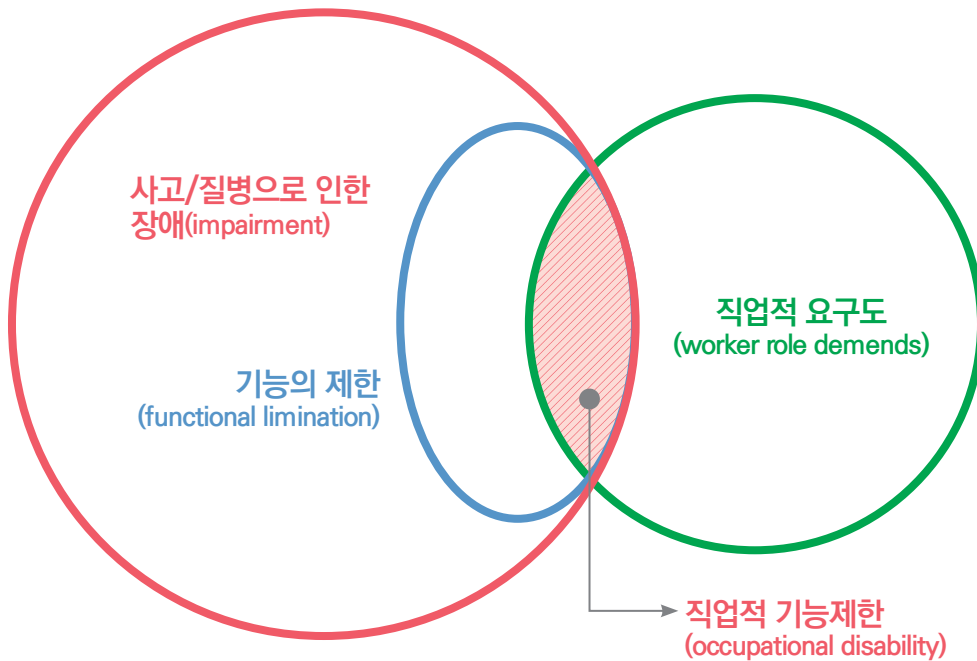 사고/질병으로 인한
장애(impairment)
기능의 제한
(functional limination)
직업적 요구도
(worker role demends)
직업적 기능제한
(occupational disability)